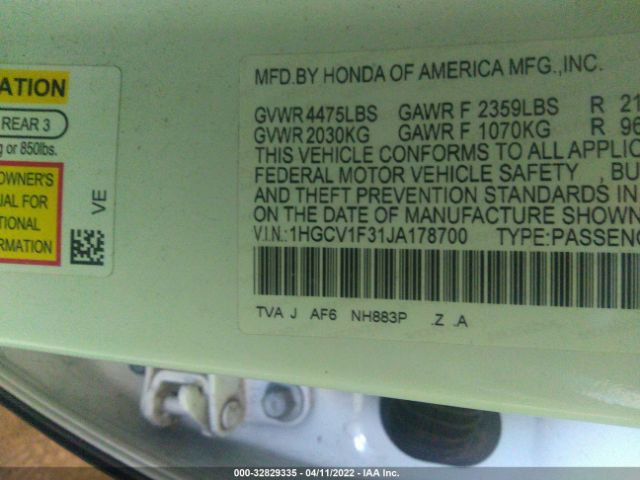 ATION
REAR 3
g or 850lbs.
OWNER'S
UAL FOR
TIONAL
ORMATION
VE
MFD.BY HONDA OF AMERICA MFG.,INC.
GVWR 4475LBS GAWR F 2359LBS R 21
GVWR 2030KG GAWR F 1070KG R 96
THIS VEHICLE CONFORMS TO ALL APPLIC
FEDERAL MOTOR VEHICLE SAFETY , BU
AND THEFT PREVENTION STANDARDS IN
ON THE DATE OF MANUFACTURE SHOWN
V.I.N.:1HGCV1F31JA178700 TYPE:PASSENG
TVA J AF6 NH883P .Z .A
000-32829335 - 04/11/2022 - IAA Inc.